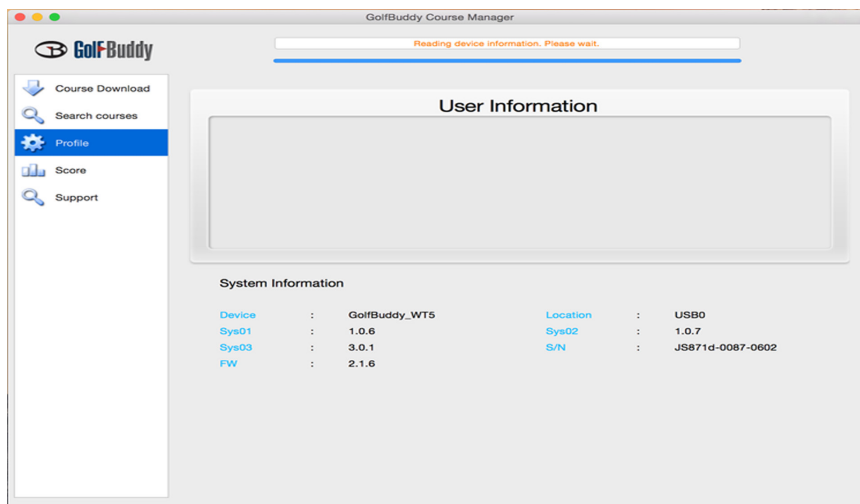 GolfBuddy Course Manager
GolfBuddy
Reading device information. Please wait.
Course Download
Search courses
Profile
Score
Support
User Information
System Information
Device : GolfBuddy_WT5 Location : USB0
Sys01 : 1.0.6 Sys02 : 1.0.7
Sys03 : 3.0.1 S/N : JS871d-0087-0602
FW : 2.1.6